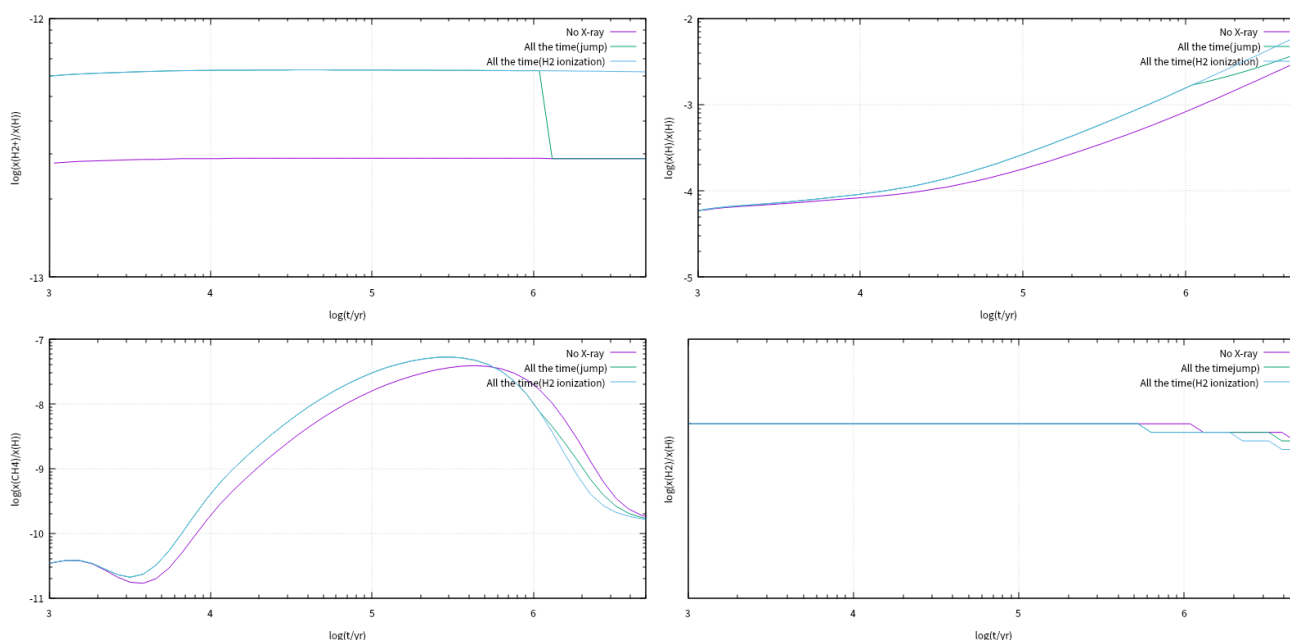 -12
-13
log(x(H2+)/x(H))
No X-ray
All the time(jump)
All the time(H2 ionization)
3
4
5
6
log(t/yr)
-2
-3
-4
-5
log(x(H)/x(H))
No X-ray
All the time(jump)
All the time(H2 ionization)
3
4
5
6
log(t/yr)
-7
-8
-9
-10
-11
log(x(CH4)/x(H))
No X-ray
All the time(jump)
All the time(H2 ionization)
3
4
5
6
log(t/yr)
log(x(H2)/x(H))
No X-ray
All the timejump)
All the time(H2 ionization)
3
4
5
6
log(t/yr)